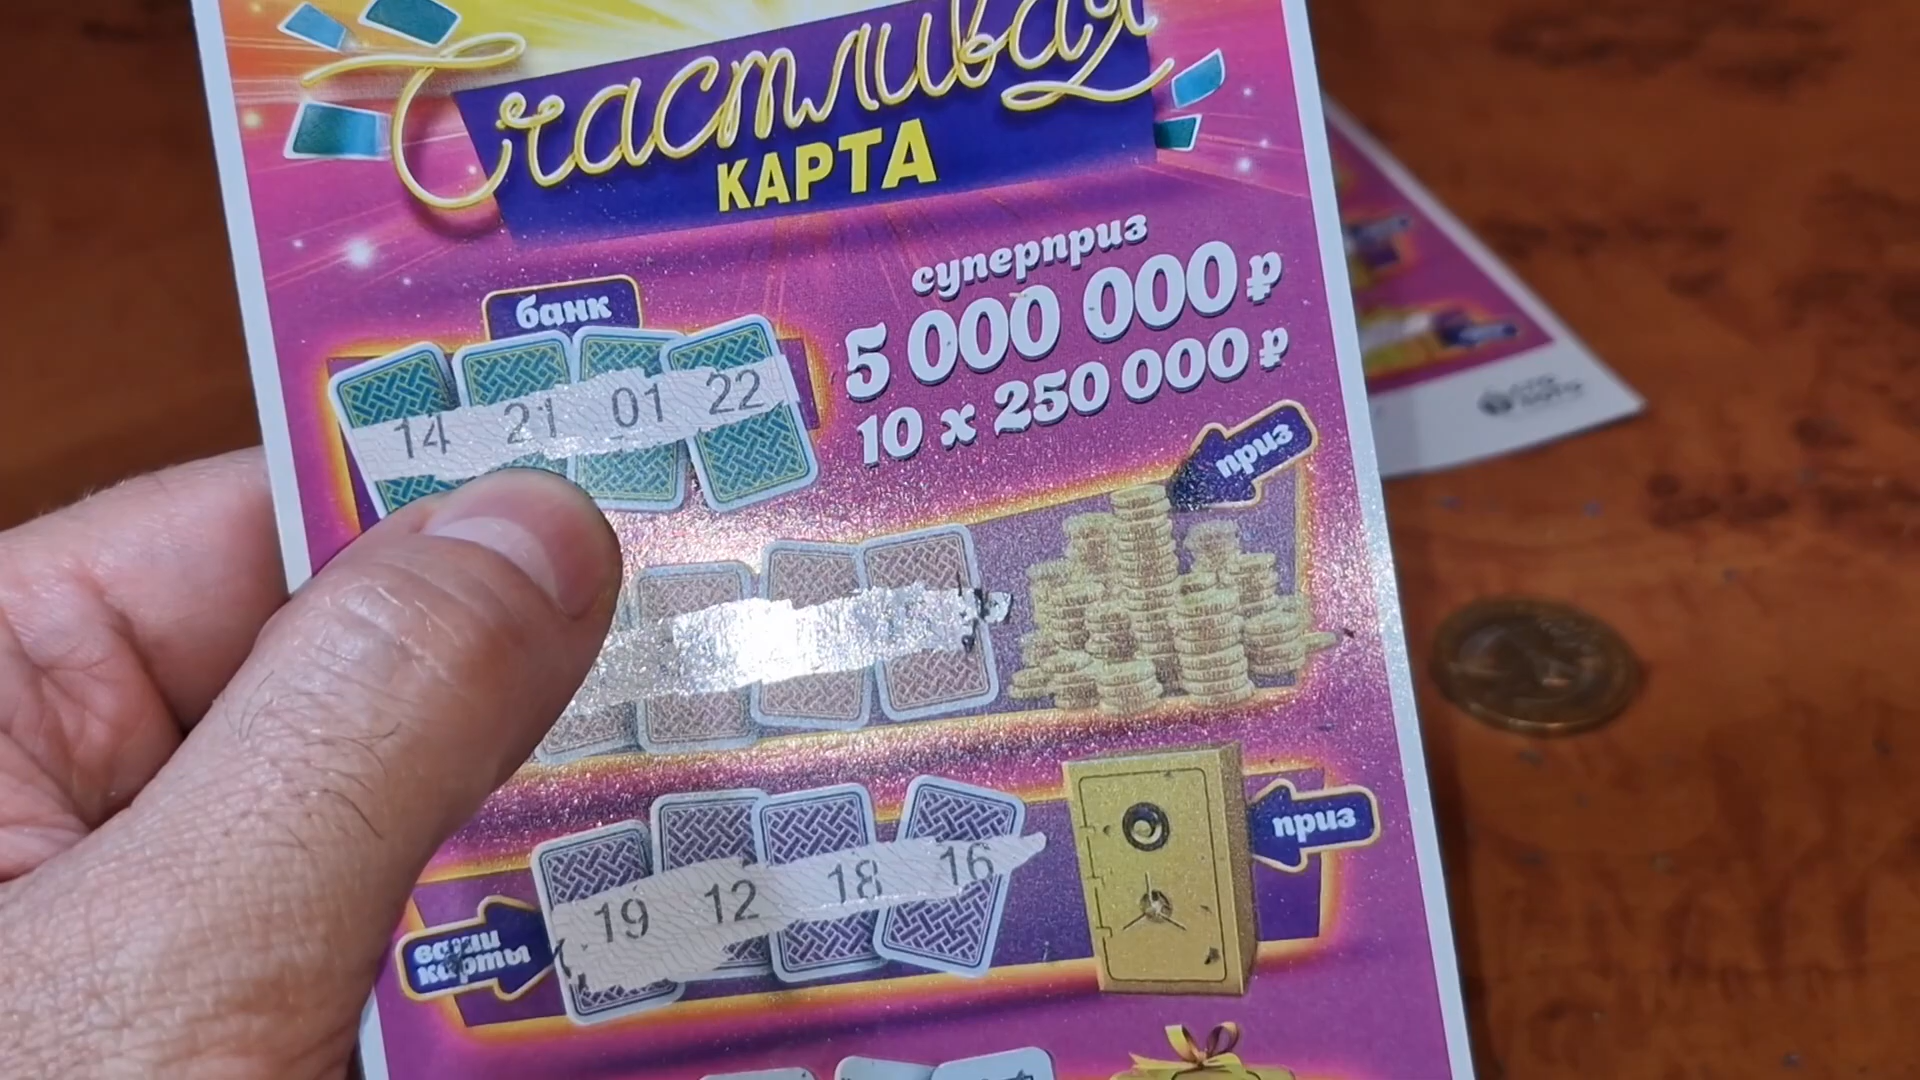 Счастливая
КАРТА
суперприз
5 000 000 ₽
10 х 250 000 ₽
банк
14 21 01 22
приз
приз
19 12 18 16
ваши
карты